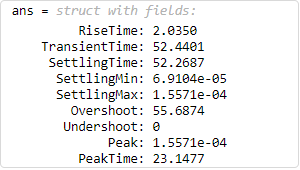 ans = struct with fields:
RiseTime: 2.0350
TransientTime: 52.4401
SettlingTime: 52.2687
SettlingMin: 6.9104e-05
SettlingMax: 1.5571e-04
Overshoot: 55.6874
Undershoot: 0
Peak: 1.5571e-04
PeakTime: 23.1477